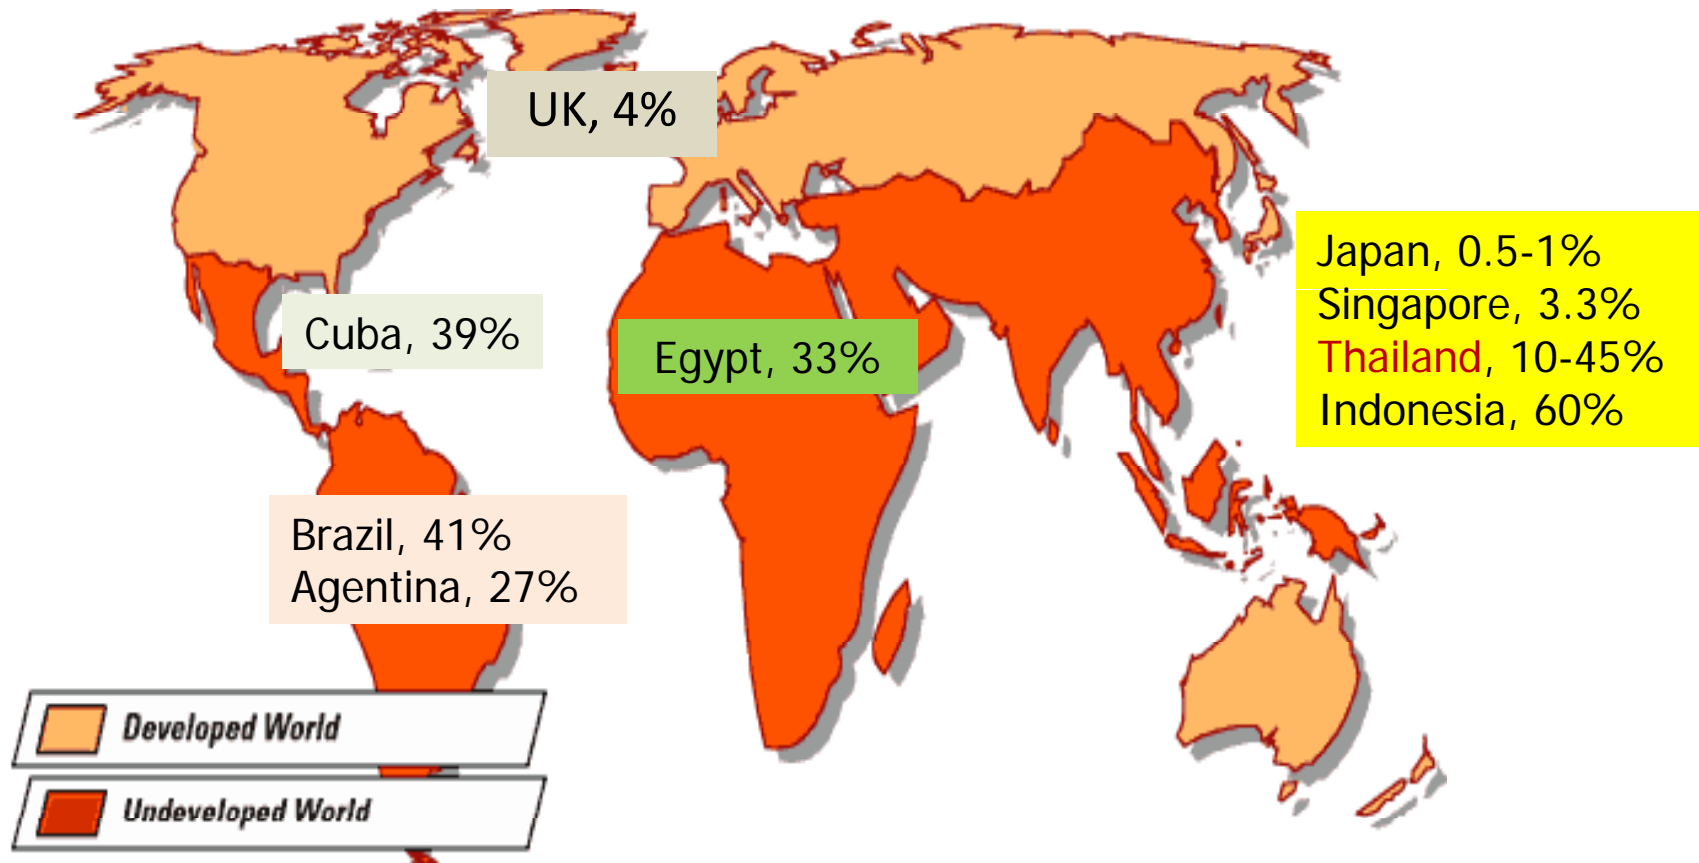 UK, 4%
Japan, 0.5-1%
Singapore, 3.3%
Thailand, 10-45%
Indonesia, 60%
Cuba, 39%
Egypt, 33%
Brazil, 41%
Agentina, 27%
Developed World
Undeveloped World